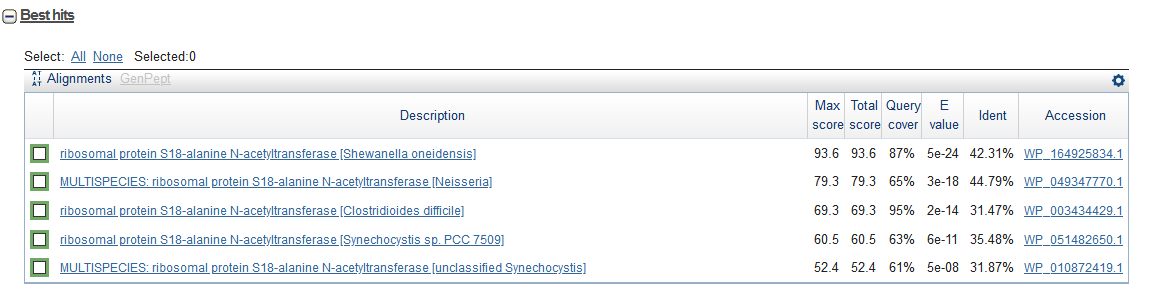 Best hits
Select: All None Selected:0
Alignments GenPept
Description Max score Total score Query cover E value Ident Accession
ribosomal protein S18-alanine N-acetyltransferase [Shewanella oneidensis] 93.6 93.6 87% 5e-24 42.31% WP_164925834.1
MULTISPECIES: ribosomal protein S18-alanine N-acetyltransferase [Neisseria] 79.3 79.3 65% 3e-18 44.79% WP_049347770.1
ribosomal protein S18-alanine N-acetyltransferase [Clostridioides difficile] 69.3 69.3 95% 2e-14 31.47% WP_003434429.1
ribosomal protein S18-alanine N-acetyltransferase [Synechocystis sp. PCC 7509] 60.5 60.5 63% 6e-11 35.48% WP_051482650.1
MULTISPECIES: ribosomal protein S18-alanine N-acetyltransferase [unclassified Synechocystis] 52.4 52.4 61% 5e-08 31.87% WP_010872419.1